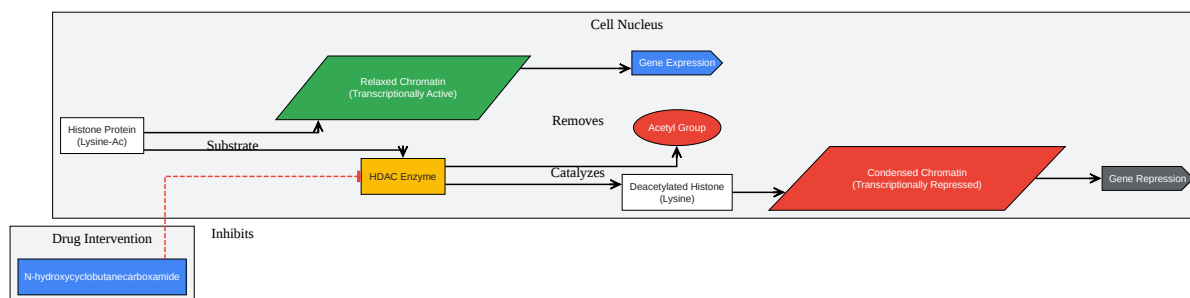 Cell Nucleus
Relaxed Chromatin
(Transcriptionally Active)
Gene Expression
Histone Protein
(Lysine-Ac)
Substrate
Removes
Acetyl Group
HDAC Enzyme
Catalyzes
Deacetylated Histone
(Lysine)
Condensed Chromatin
(Transcriptionally Repressed)
Gene Repression
Drug Intervention
Inhibits
N-hydroxycyclobutanecarboxamide